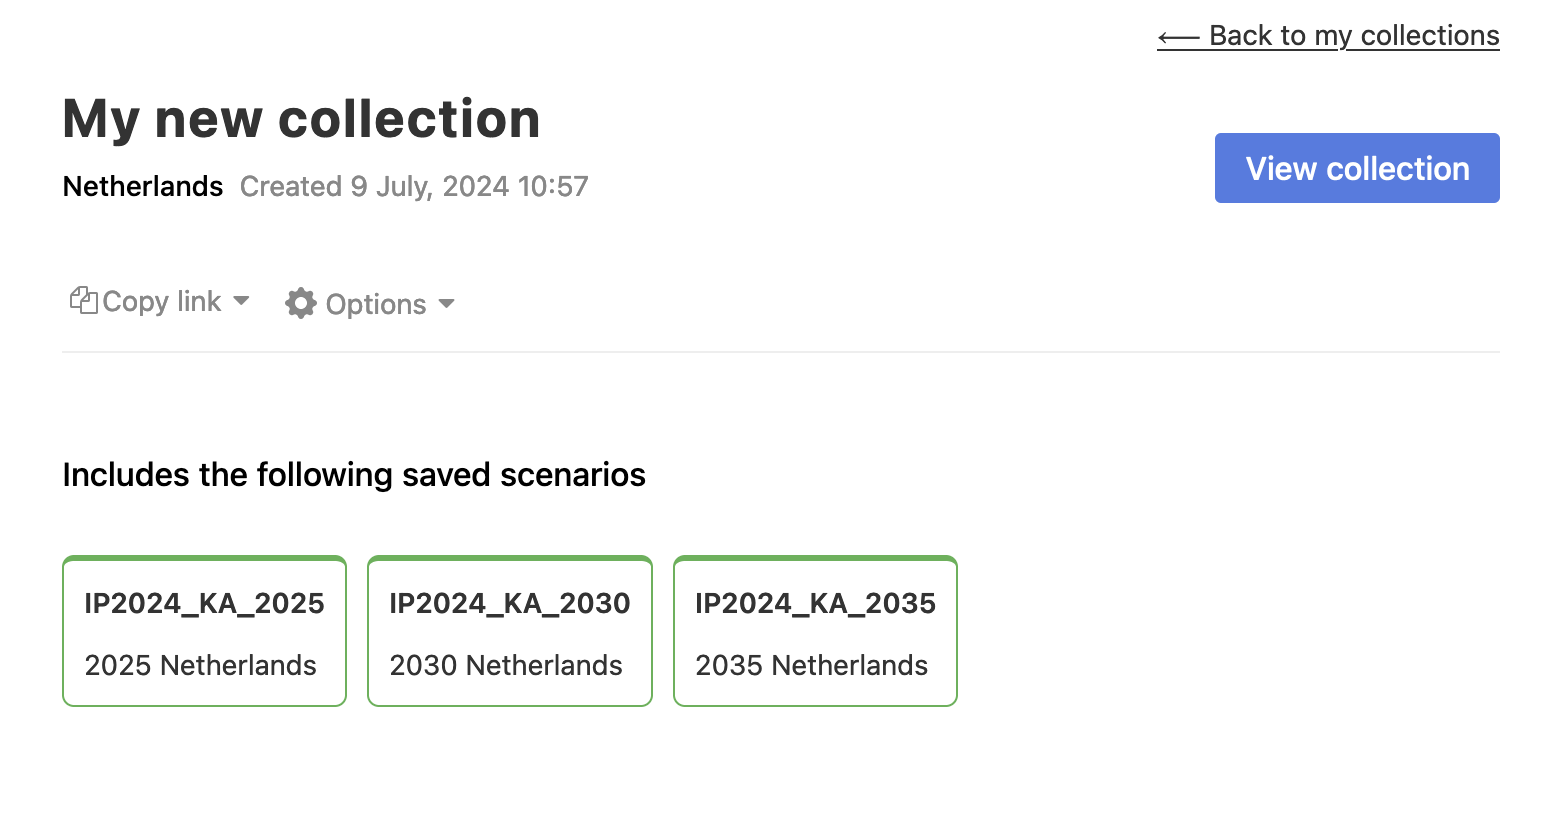 ⟵ Back to my collections
My new collection
Netherlands Created 9 July, 2024 10:57
View collection
Copy link Options
Includes the following saved scenarios
IP2024_KA_2025 IP2024_KA_2030 IP2024_KA_2035
2025 Netherlands 2030 Netherlands 2035 Netherlands